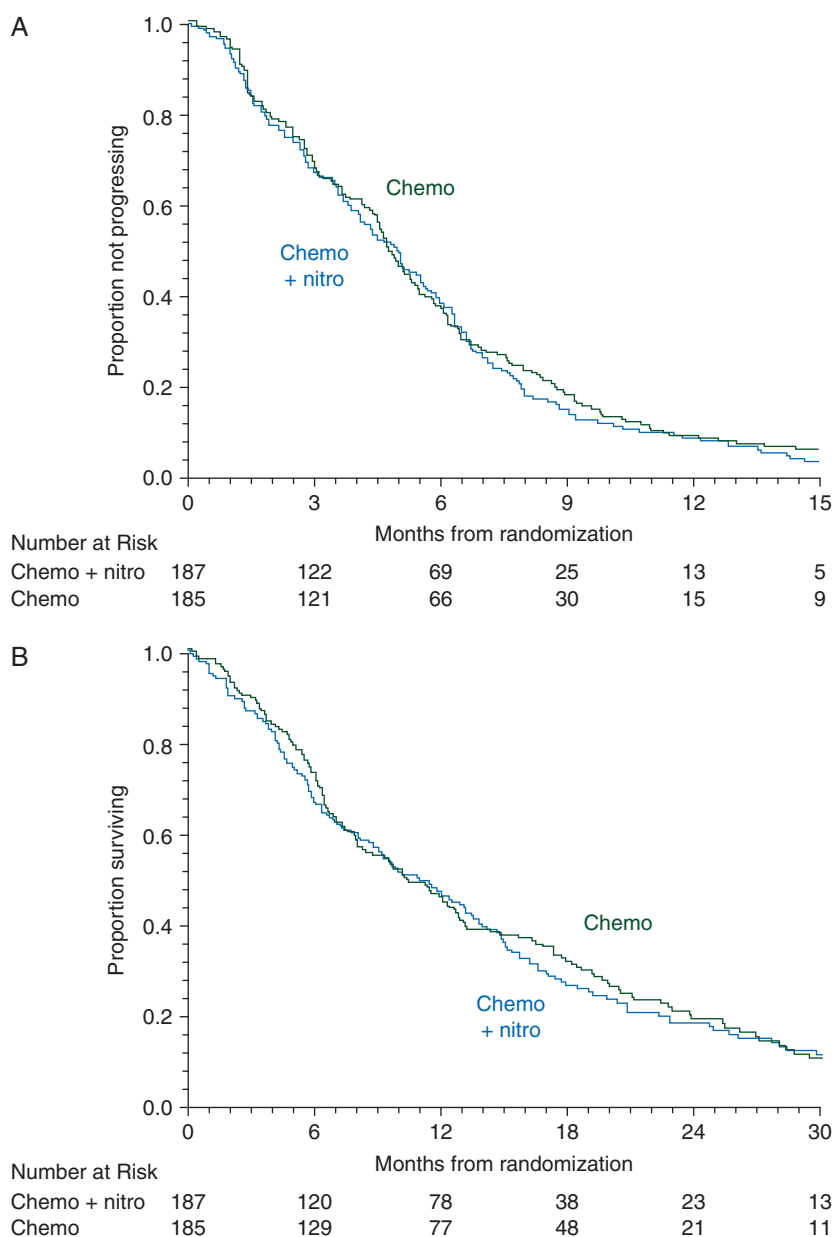 A
1.0
0.8
0.6
0.4
0.2
0.0
Proportion not progressing
Chemo
Chemo
+ nitro
0 3 6 9 12 15
Months from randomization
Number at Risk
Chemo + nitro 187 122 69 25 13 5
Chemo 185 121 66 30 15 9
B
1.0
0.8
0.6
0.4
0.2
0.0
Proportion surviving
Chemo
Chemo
+ nitro
0 6 12 18 24 30
Months from randomization
Number at Risk
Chemo + nitro 187 120 78 38 23 13
Chemo 185 129 77 48 21 11